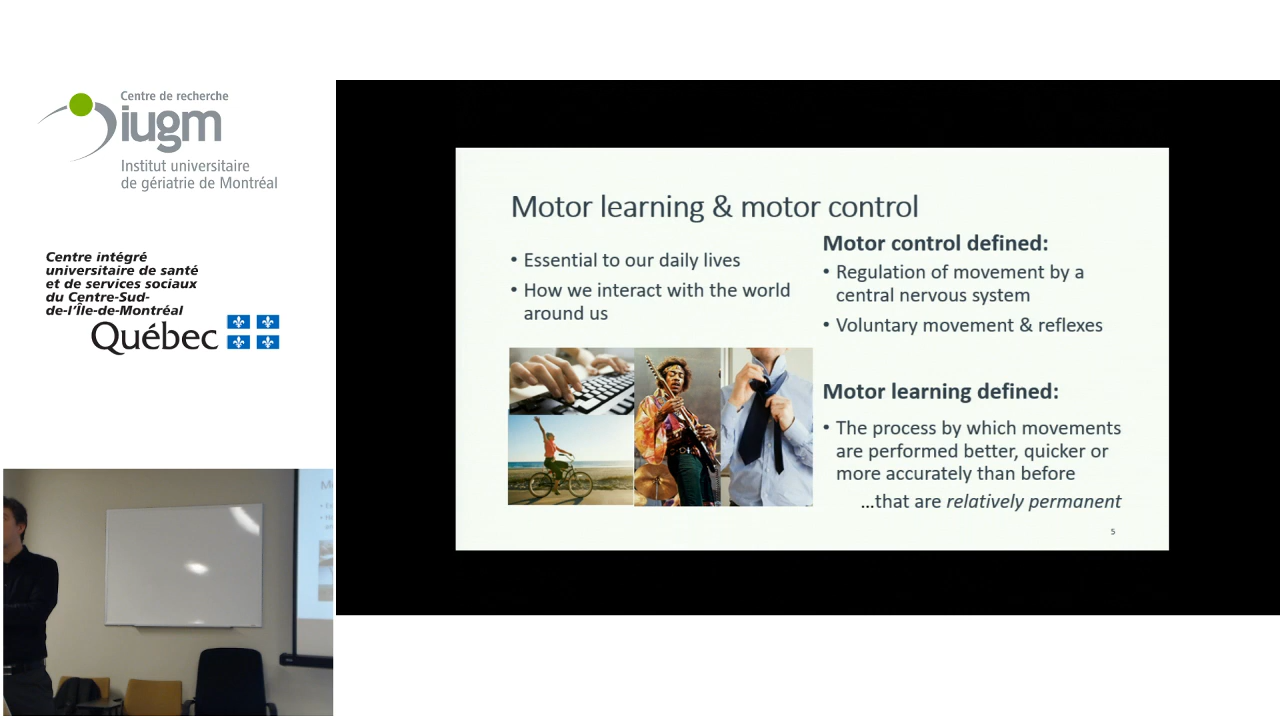 Centre de recherche
iugm
Institut universitaire
de gériatrie de Montréal
Centre intégré
universitaire de santé
et de services sociaux
du Centre-Sud-
de-l'Île-de-Montréal
Québec
Motor learning & motor control
• Essential to our daily lives
• How we interact with the world
around us
Motor control defined:
• Regulation of movement by a
central nervous system
• Voluntary movement & reflexes
Motor learning defined:
• The process by which movements
are performed better, quicker or
more accurately than before
...that are relatively permanent
5